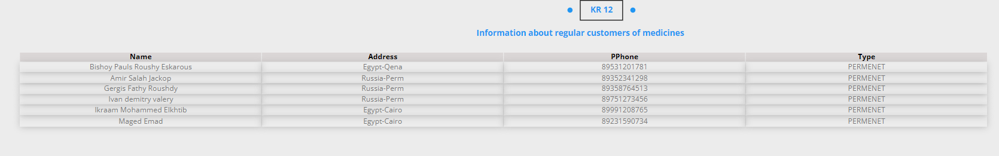 KR 12
Information about regular customers of medicines
Name Address PPhone Type
Bishoy Pauls Roushy Eskarous Egypt-Qena 89531201781 PERMENET
Amir Salah Jackop Russia-Perm 89352341298 PERMENET
Gergis Fathy Roushdy Russia-Perm 89358764513 PERMENET
Ivan demitry valery Russia-Perm 89751273456 PERMENET
Ikraam Mohammed Elkhtib Egypt-Cairo 89991208765 PERMENET
Maged Emad Egypt-Cairo 89231590734 PERMENET